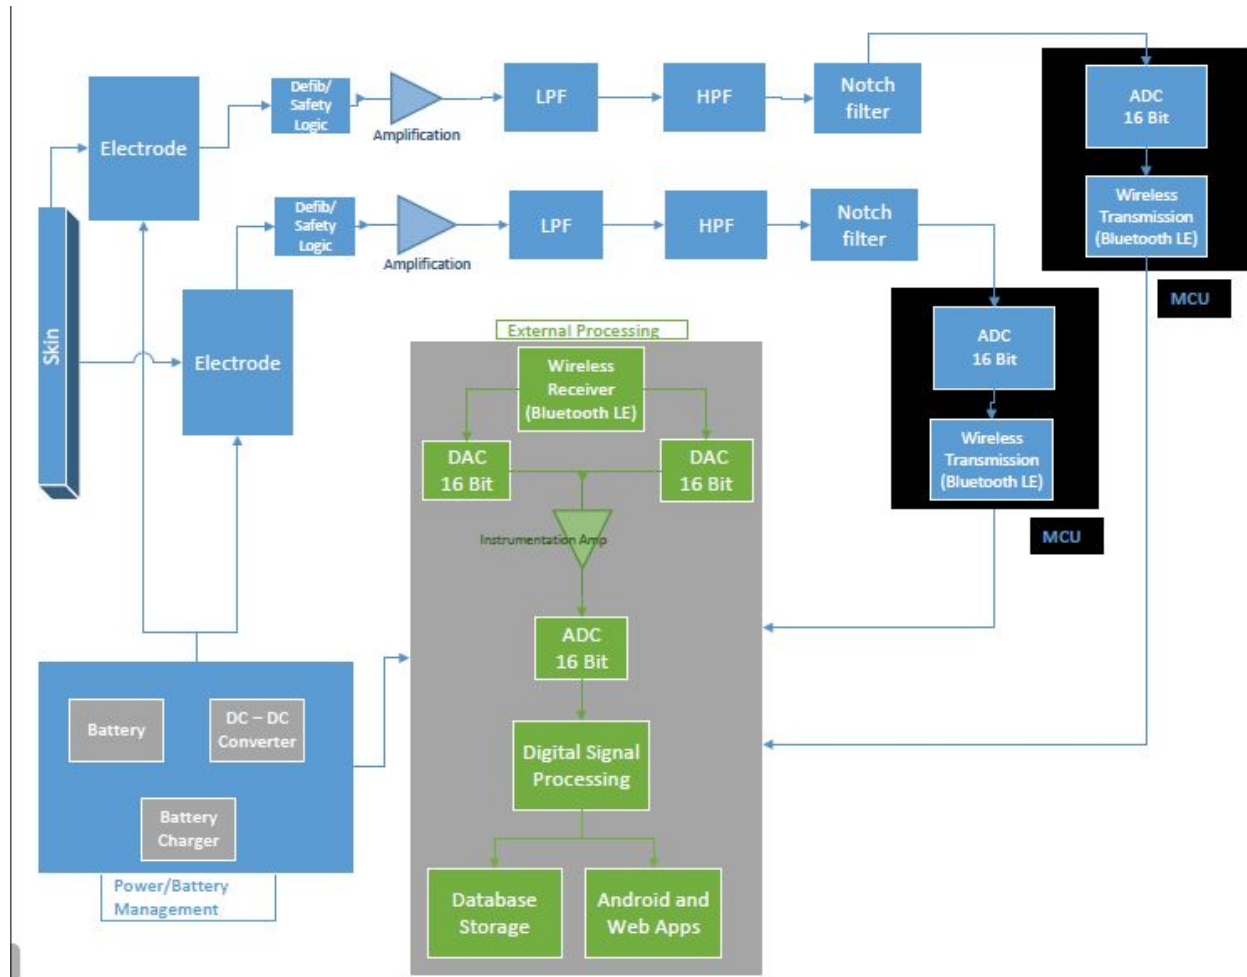 Electrode
Defib/
Safety
Logic
Amplification
LPF
HPF
Notch
filter
ADC
16 Bit
Wireless
Transmission
(Bluetooth LE)
MCU
Skin
Electrode
Defib/
Safety
Logic
Amplification
LPF
HPF
Notch
filter
ADC
16 Bit
Wireless
Transmission
(Bluetooth LE)
MCU
External Processing
Wireless
Receiver
(Bluetooth LE)
DAC
16 Bit
DAC
16 Bit
Instrumentation Amp
ADC
16 Bit
Digital Signal
Processing
Database
Storage
Android and
Web Apps
Battery
DC – DC
Converter
Battery
Charger
Power/Battery
Management